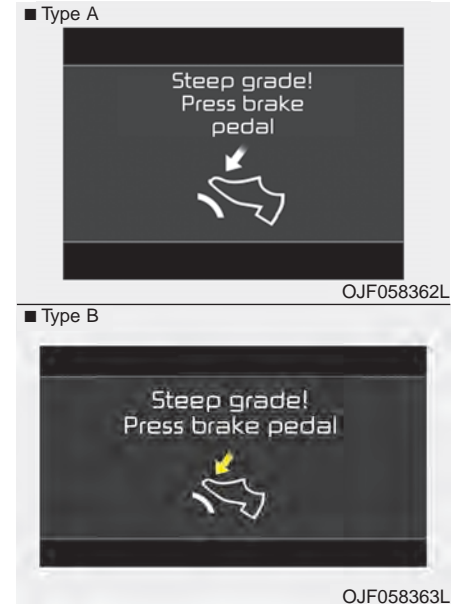 ■ Type A
Steep grade!
Press brake
pedal
OJF058362L
■ Type B
Steep grade!
Press brake pedal
OJF058363L